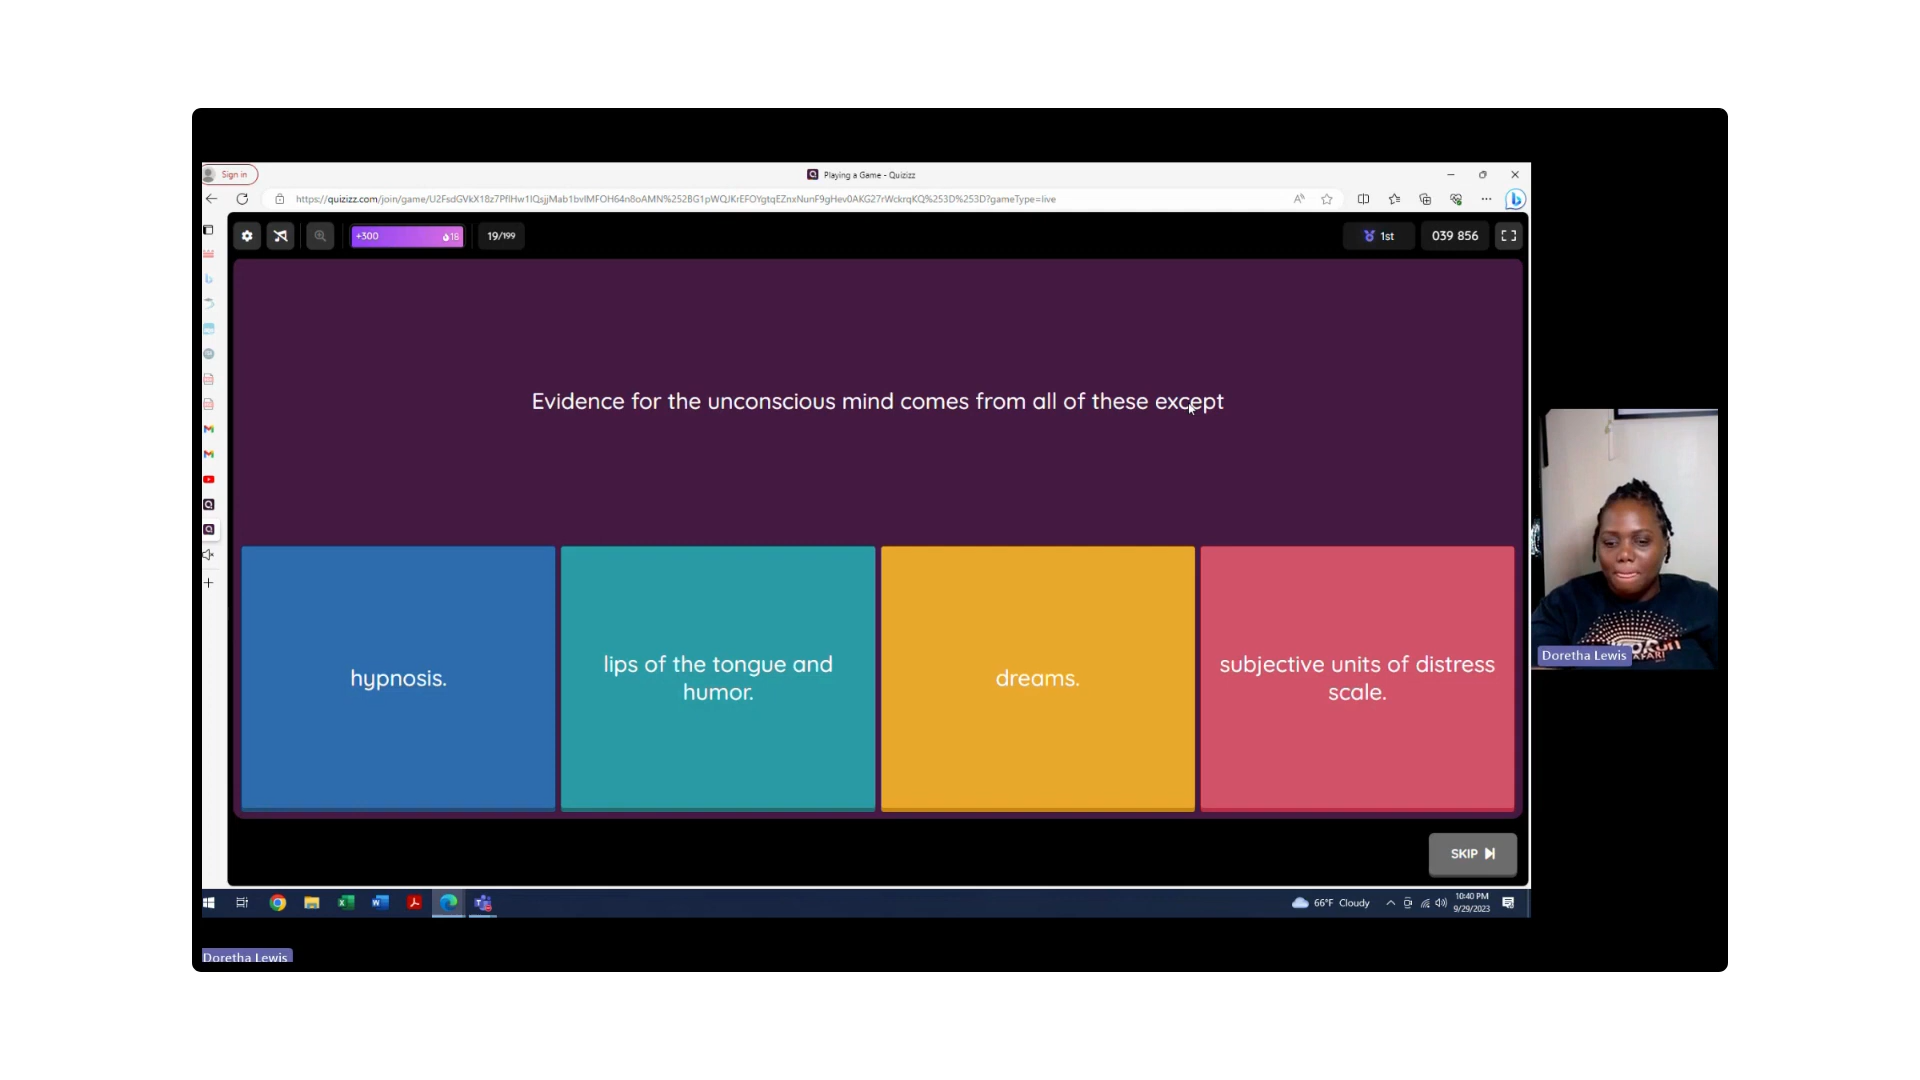 Sign in
Playing a Game - Quizizz
+300
18
19/199
1st
039 856
Evidence for the unconscious mind comes from all of these except
hypnosis.
lips of the tongue and
humor.
dreams.
subjective units of distress
scale.
SKIP
Doretha Lewis
66°F Cloudy
10:40 PM
9/29/2023
Doretha Lewis